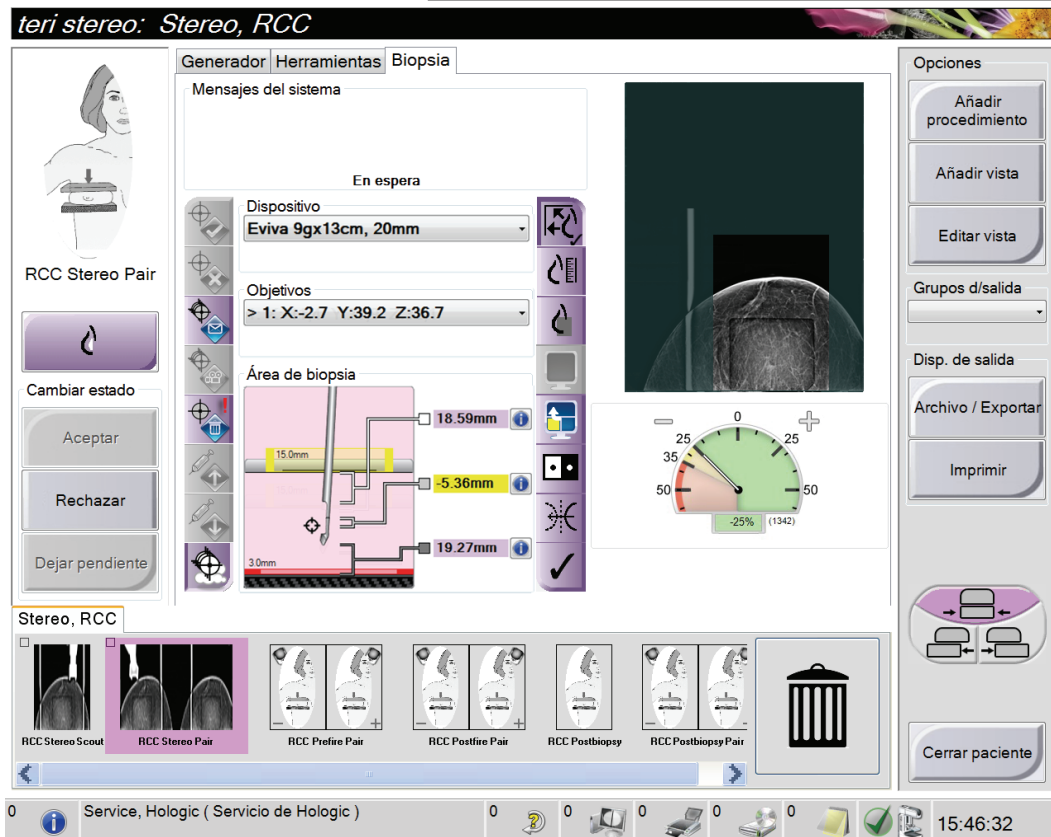 teri stereo: Stereo, RCC
RCC Stereo Pair
Cambiar estado
Aceptar
Rechazar
Dejar pendiente
Generador Herramientas Biopsia
Mensajes del sistema
En espera
Dispositivo
Eviva 9gx13cm, 20mm
Objetivos
> 1: X:-2.7 Y:39.2 Z:36.7
Área de biopsia
15.0mm
18.59mm
-5.36mm
19.27mm
3.0mm
0
25 25
35
50 50
-25% (1342)
Opciones
Añadir
procedimiento
Añadir vista
Editar vista
Grupos d/salida
Disp. de salida
Archivo / Exportar
Imprimir
Cerrar paciente
Stereo, RCC
RCC Stereo Scout
RCC Stereo Pair
RCC Prefire Pair
RCC Postfire Pair
RCC Postbiopsy
RCC Postbiopsy Pair
0 Service, Hologic ( Servicio de Hologic ) 0 0 0 0 0 15:46:32